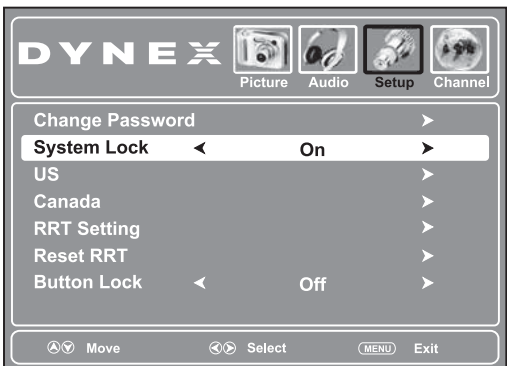 DYNEX
Picture Audio Setup Channel
Change Password
System Lock On
US
Canada
RRT Setting
Reset RRT
Button Lock Off
Move Select MENU Exit